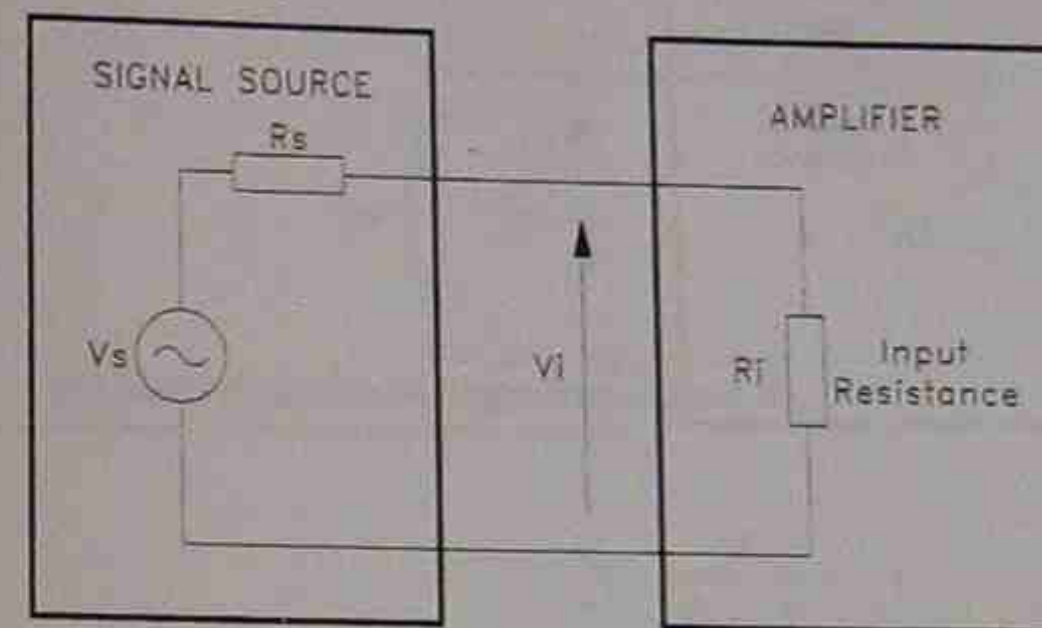 SIGNAL SOURCE
Rs
AMPLIFIER
Vs
Vi
Ri
Input
Resistance